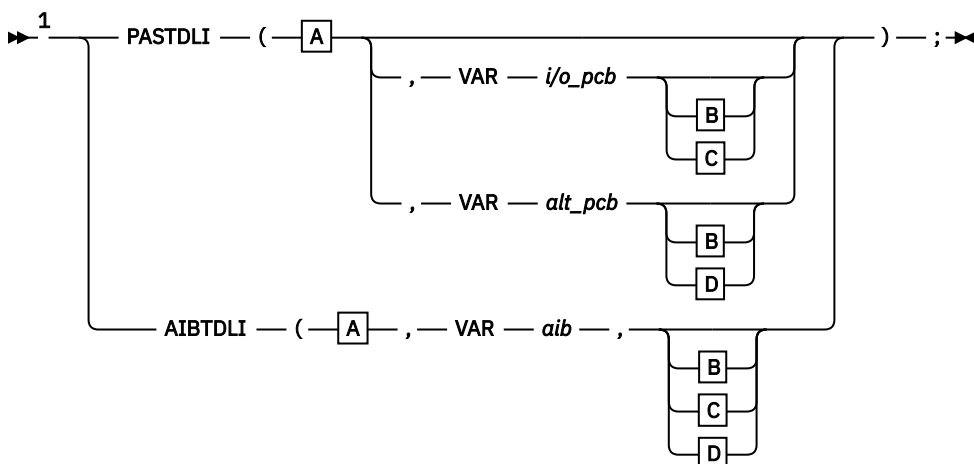 1
PASTDLI ( A ) ;
, VAR i/o_pcb
B
C
, VAR alt_pcb
B
D
AIBTDLI ( A , VAR aib ,
B
C
D